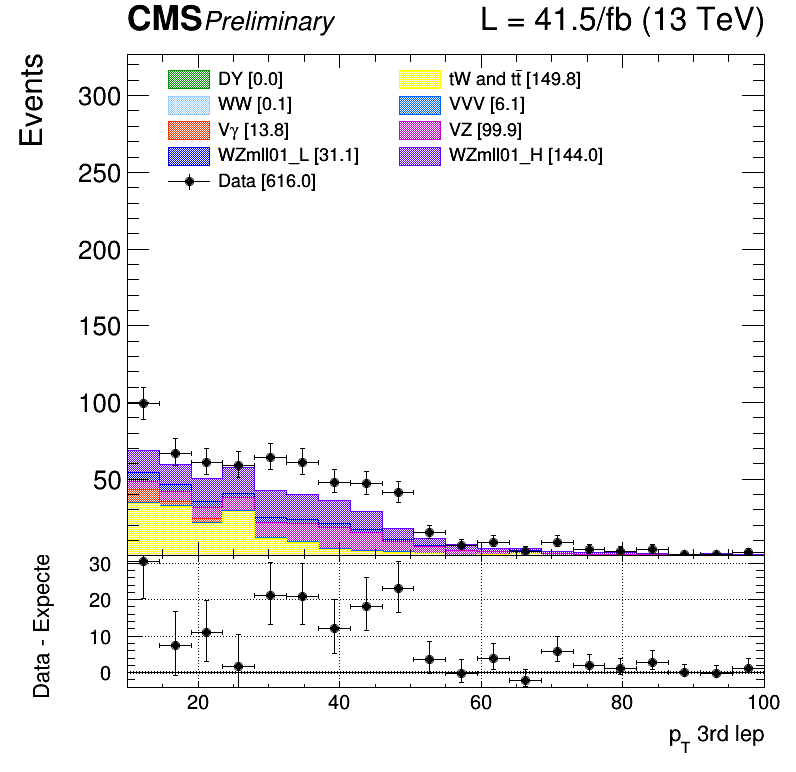 CMS Preliminary L = 41.5/fb (13 TeV)
Events
DY [0.0]
tW and tt̄ [149.8]
WW [0.1]
VVV [6.1]
Vγ [13.8]
VZ [99.9]
WZmll01_L [31.1]
WZmll01_H [144.0]
Data [616.0]
300
250
200
150
100
50
Data - Expecte
30
20
10
0
20 40 60 80 100
p_T 3rd lep